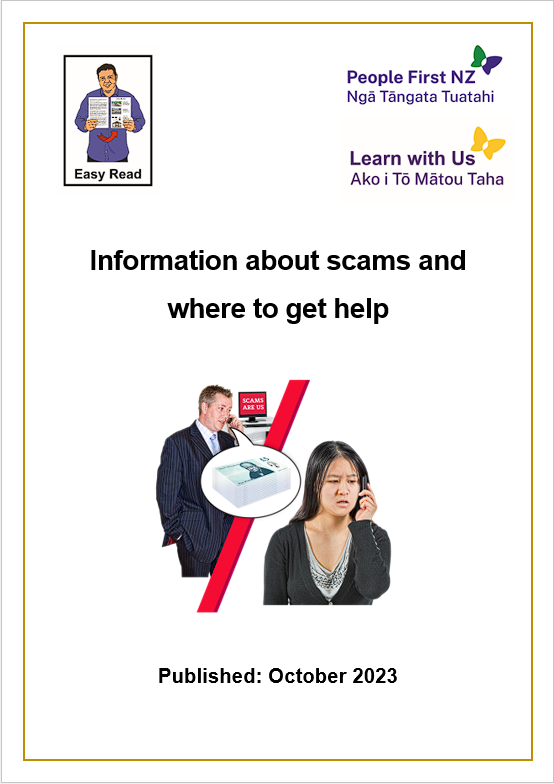 Easy Read
People First NZ
Ngā Tāngata Tuatahi
Learn with Us
Ako i Tō Mātou Taha
Information about scams and
where to get help
SCAMS
ARE US
Published: October 2023